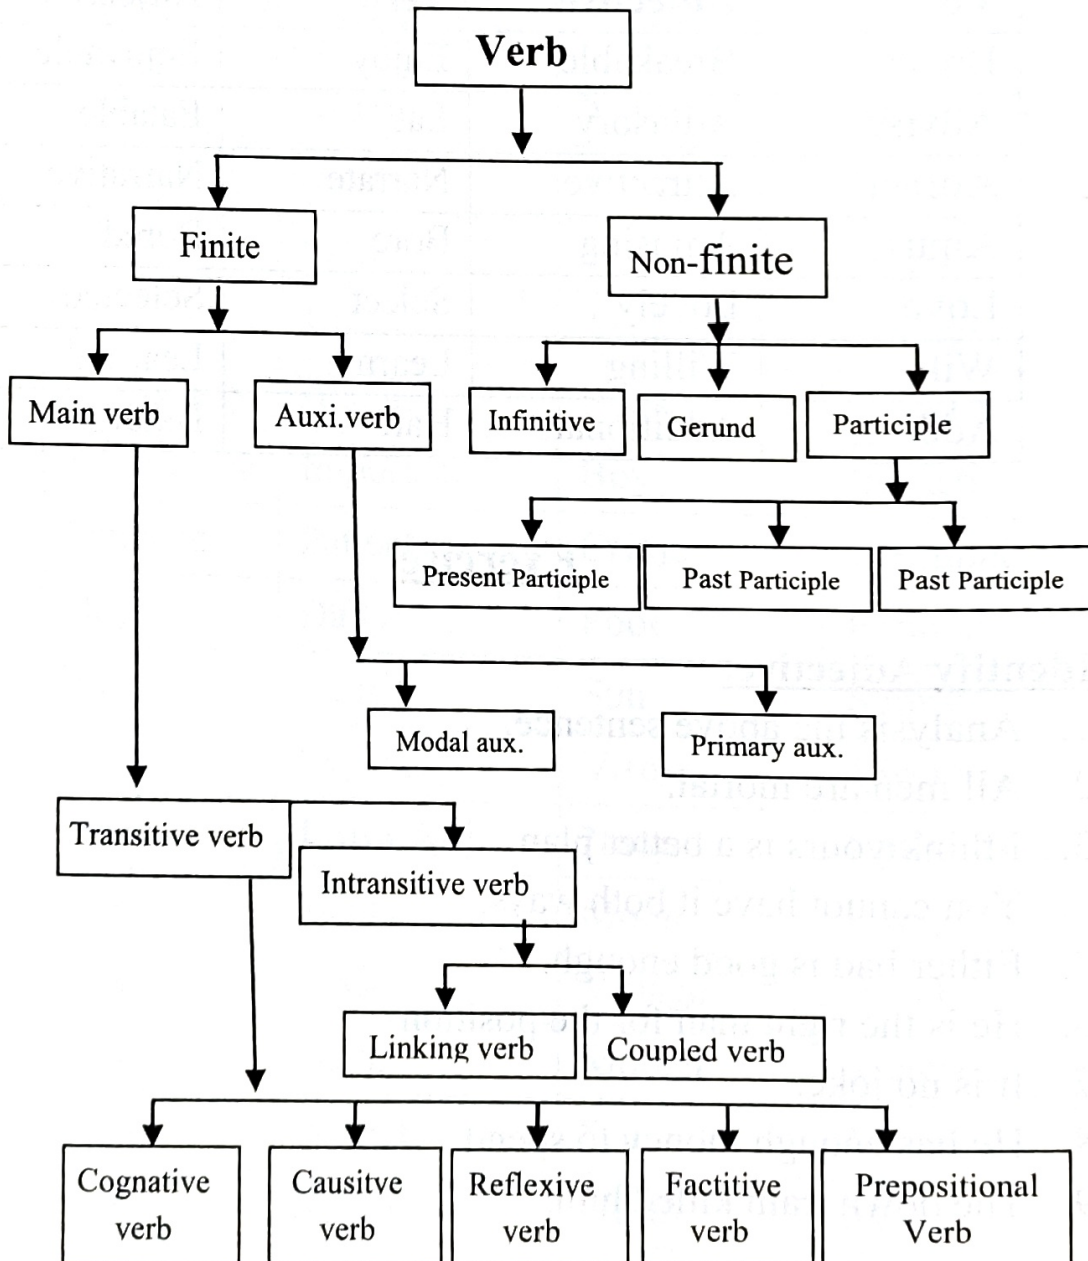 Verb
Finite
Non-finite
Main verb
Auxi.verb
Infinitive
Gerund
Participle
Present Participle
Past Participle
Past Participle
Modal aux.
Primary aux.
Transitive verb
Intransitive verb
Linking verb
Coupled verb
Cognative
verb
Causitve
verb
Reflexive
verb
Factitive
verb
Prepositional
Verb